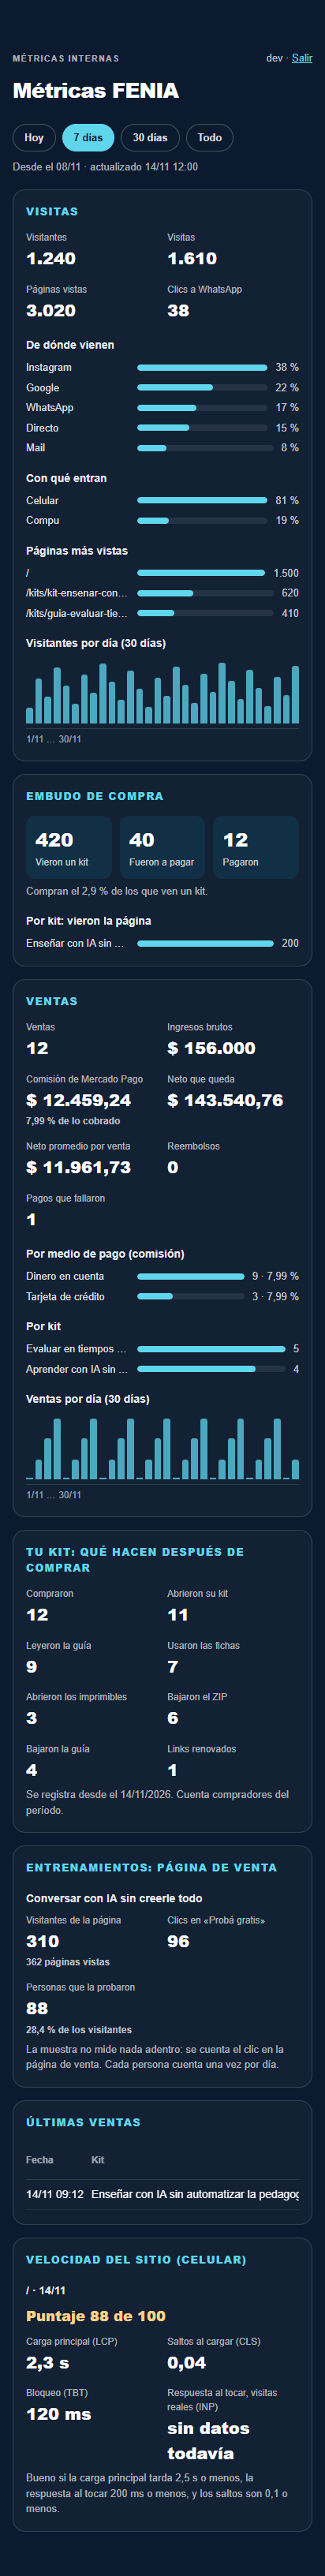 MÉTRICAS INTERNAS
dev · Salir
Métricas FENIA
Hoy 7 días 30 días Todo
Desde el 08/11 · actualizado 14/11 12:00
VISITAS
Visitantes Visitas
1.240 1.610
Páginas vistas Clics a WhatsApp
3.020 38
De dónde vienen
Instagram 38 %
Google 22 %
WhatsApp 17 %
Directo 15 %
Mail 8 %
Con qué entran
Celular 81 %
Compu 19 %
Páginas más vistas
/ 1.500
/kits/kit-ensenar-con... 620
/kits/guia-evaluar-tie... 410
Visitantes por día (30 días)
1/11 ... 30/11
EMBUDO DE COMPRA
420 40 12
Vieron un kit Fueron a pagar Pagaron
Compran el 2,9 % de los que ven un kit.
Por kit: vieron la página
Enseñar con IA sin ... 200
VENTAS
Ventas Ingresos brutos
12 $ 156.000
Comisión de Mercado Pago Neto que queda
$ 12.459,24 $ 143.540,76
7,99 % de lo cobrado
Neto promedio por venta Reembolsos
$ 11.961,73 0
Pagos que fallaron
1
Por medio de pago (comisión)
Dinero en cuenta 9 · 7,99 %
Tarjeta de crédito 3 · 7,99 %
Por kit
Evaluar en tiempos ... 5
Aprender con IA sin ... 4
Ventas por día (30 días)
1/11 ... 30/11
TU KIT: QUÉ HACEN DESPUÉS DE
COMPRAR
Compraron Abrieron su kit
12 11
Leyeron la guía Usaron las fichas
9 7
Abrieron los imprimibles Bajaron el ZIP
3 6
Bajaron la guía Links renovados
4 1
Se registra desde el 14/11/2026. Cuenta compradores del
período.
ENTRENAMIENTOS: PÁGINA DE VENTA
Conversar con IA sin creerle todo
Visitantes de la página Clics en «Probá gratis»
310 96
362 páginas vistas
Personas que la probaron
88
28,4 % de los visitantes
La muestra no mide nada adentro: se cuenta el clic en la
página de venta. Cada persona cuenta una vez por día.
ÚLTIMAS VENTAS
Fecha Kit
14/11 09:12 Enseñar con IA sin automatizar la pedagog
VELOCIDAD DEL SITIO (CELULAR)
/ · 14/11
Puntaje 88 de 100
Carga principal (LCP) Saltos al cargar (CLS)
2,3 s 0,04
Bloqueo (TBT) Respuesta al tocar, visitas
reales (INP)
120 ms sin datos
todavía
Bueno si la carga principal tarda 2,5 s o menos, la
respuesta al tocar 200 ms o menos, y los saltos son 0,1 o
menos.